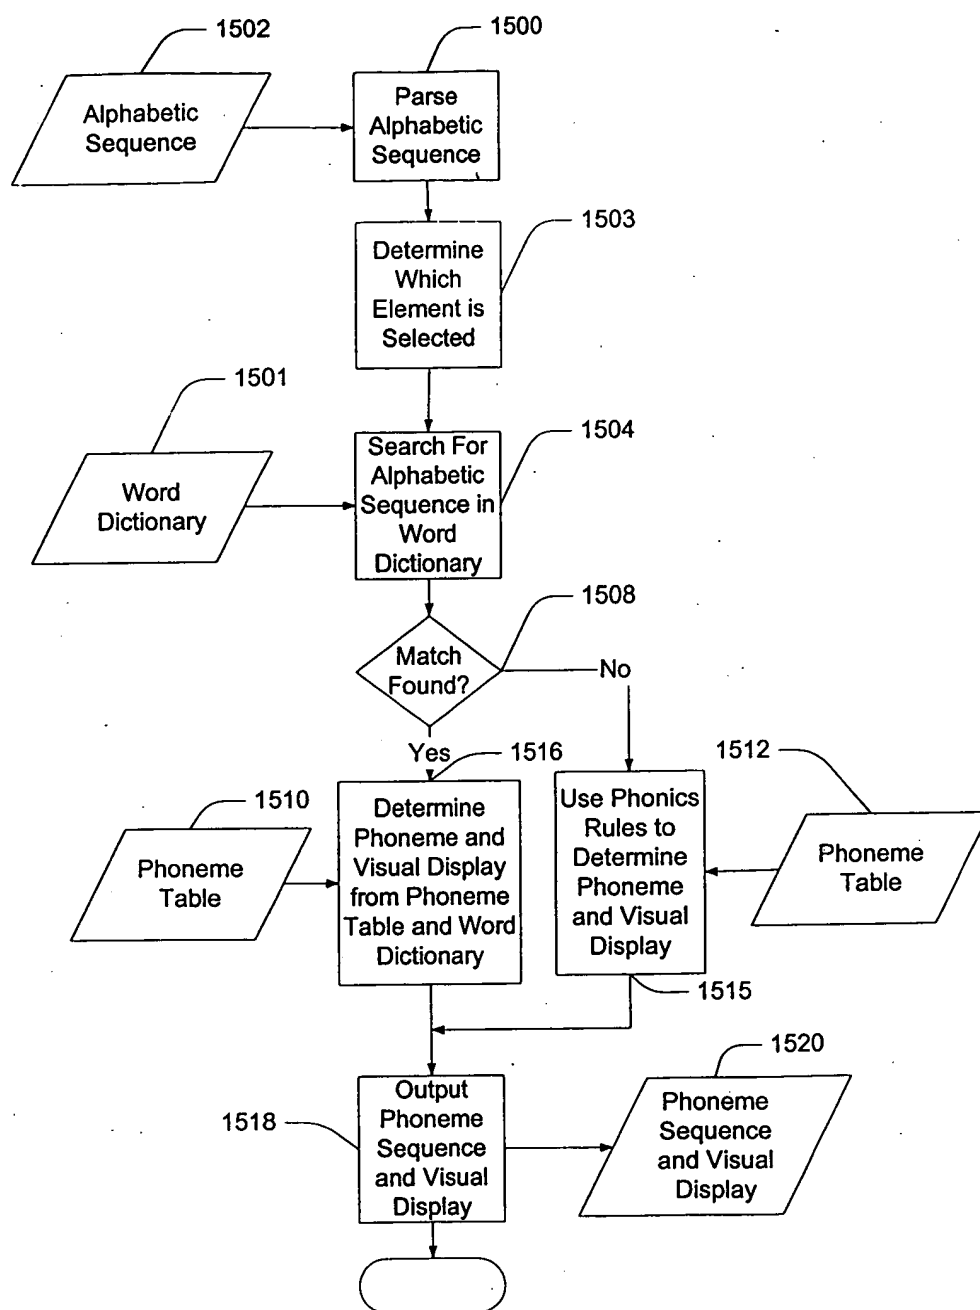 1502
1500
Alphabetic
Sequence
Parse
Alphabetic
Sequence
1503
Determine
Which
Element is
Selected
1501
1504
Word
Dictionary
Search For
Alphabetic
Sequence in
Word
Dictionary
1508
Match
Found?
No
Yes
1516
1512
1510
Phoneme
Table
Determine
Phoneme and
Visual Display
from Phoneme
Table and Word
Dictionary
Use Phonics
Rules to
Determine
Phoneme
and Visual
Display
Phoneme
Table
1515
1520
1518
Output
Phoneme
Sequence
and Visual
Display
Phoneme
Sequence
and Visual
Display